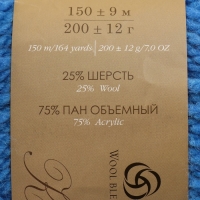 150 ± 9 м
200 ± 12 г
150 m/164 yards | 200 ± 12 g/7.0 OZ
25% ШЕРСТЬ
25% Wool
75% ПАН ОБЪЕМНЫЙ
75% Acrylic
WOOL BLE